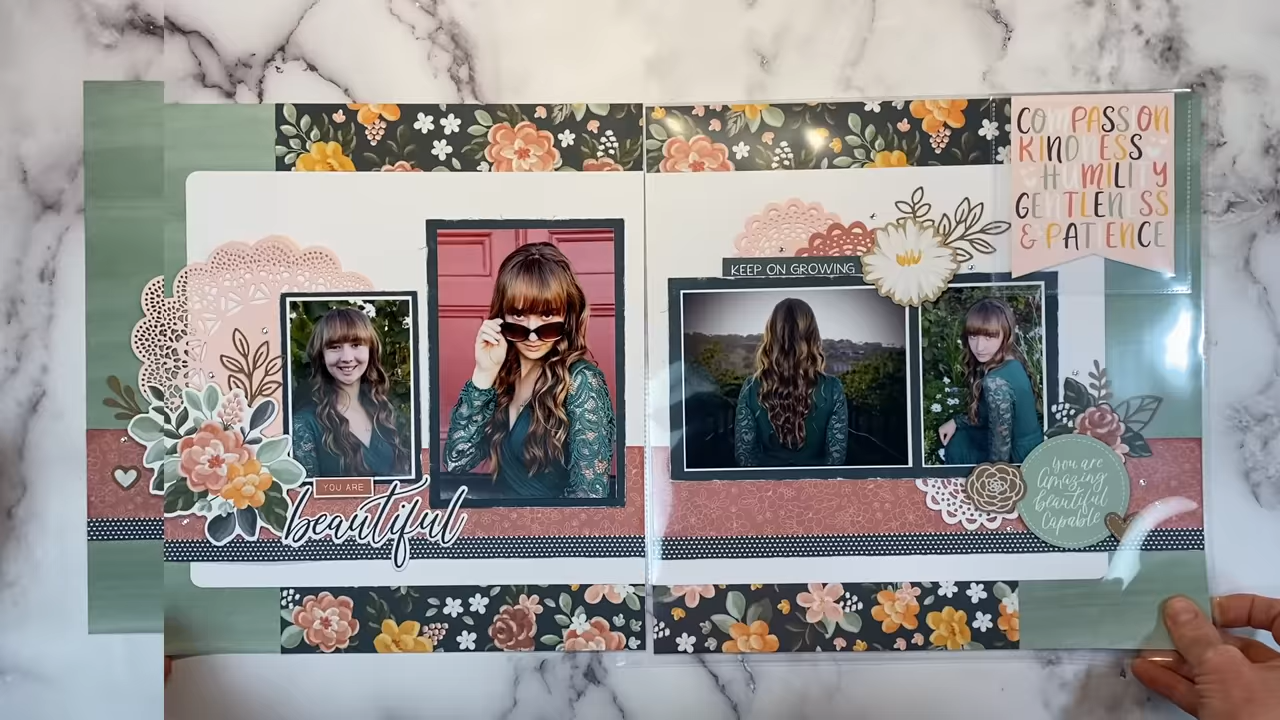 YOU ARE
beautiful
KEEP ON GROWING
COMPASSION
KINDNESS
HUMILITY
GENTLENESS
& PATIENCE
you are
amazing
beautiful
Capable